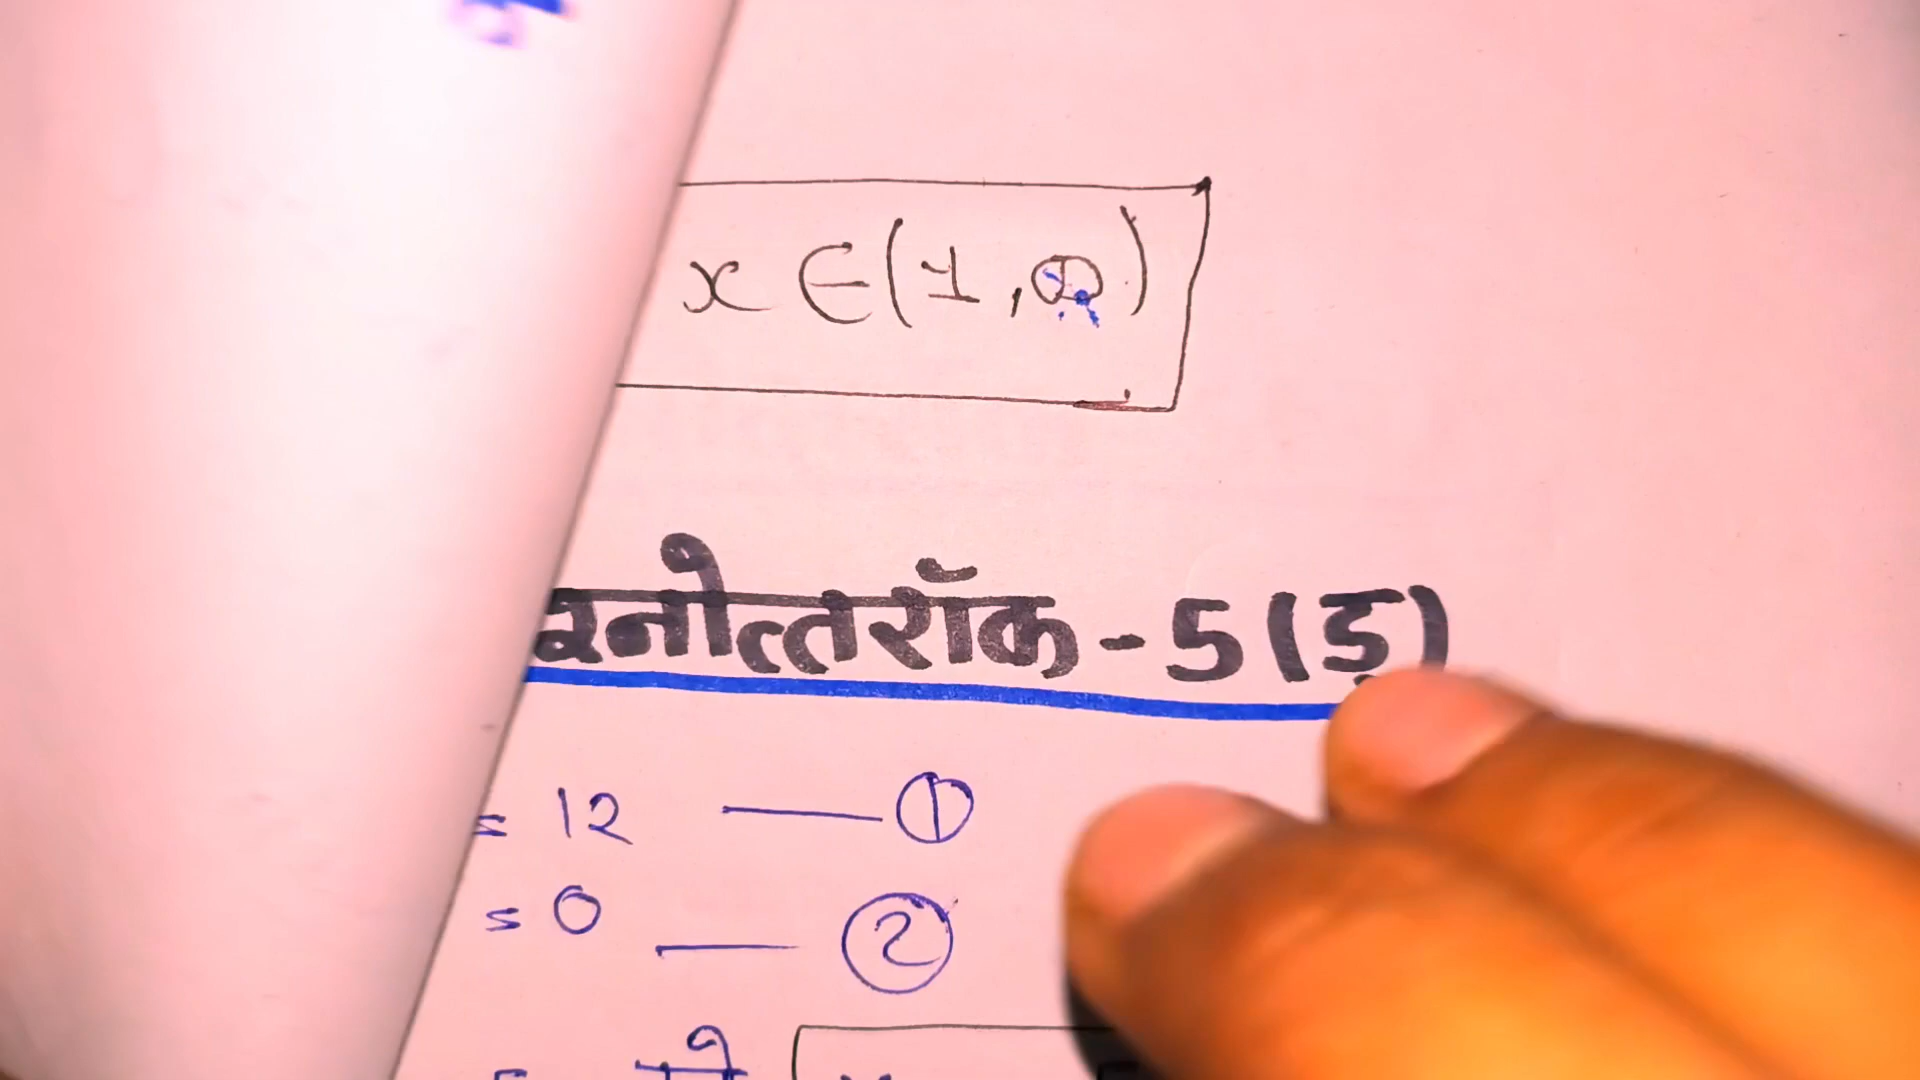 x ∈ (1,
नोत्तरॉक - 5 (ड़)
= 12 — ①
= 0 — ②